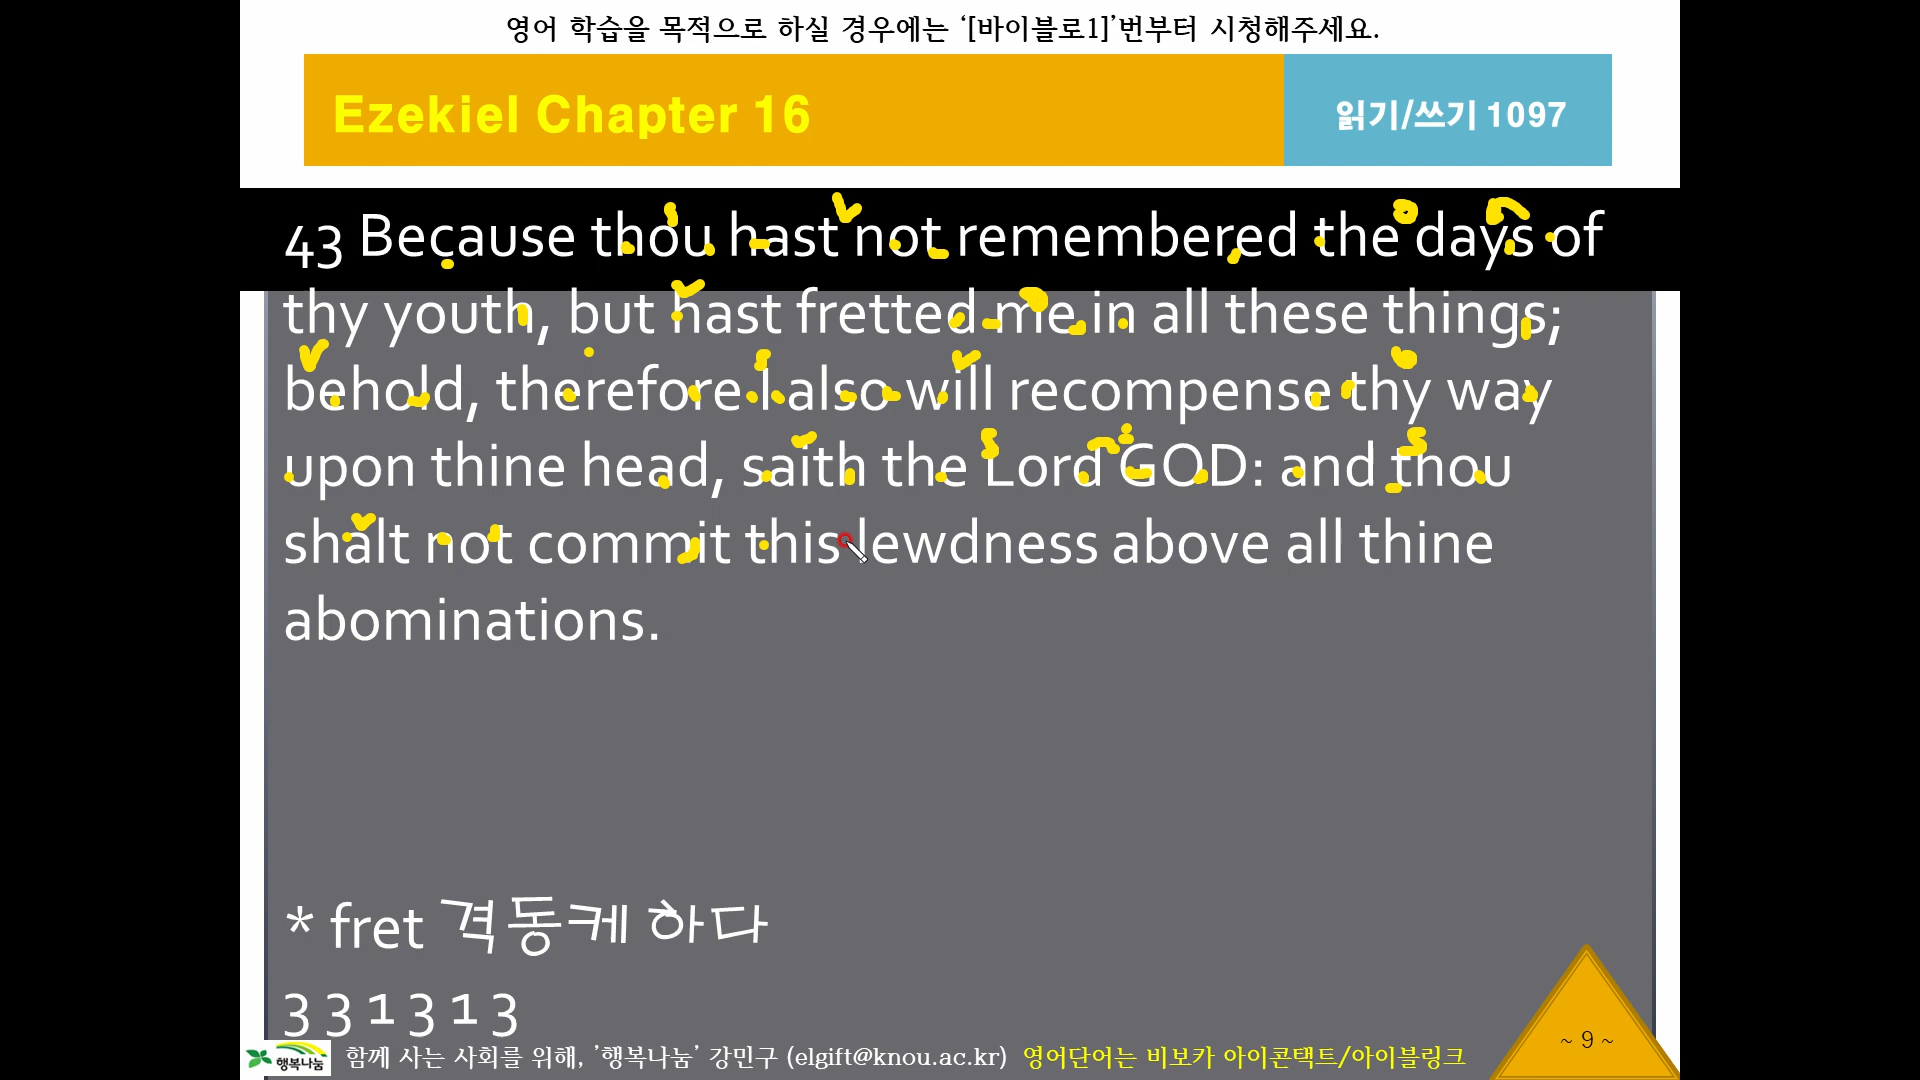 영어 학습을 목적으로 하실 경우에는 ‘[바이블로1]’번부터 시청해주세요.
Ezekiel Chapter 16
읽기/쓰기 1097
43 Because thou hast not remembered the days of
thy youth, but hast fretted me in all these things;
behold, therefore I also will recompense thy way
upon thine head, saith the Lord GOD: and thou
shalt not commit this lewdness above all thine
abominations.
* fret 격동케 하다
3 3 1 3 1 3
~ 9 ~
행복나눔
함께 사는 사회를 위해, ’행복나눔’ 강민구 (elgift@knou.ac.kr) 영어단어는 비보카 아이콘택트/아이블링크